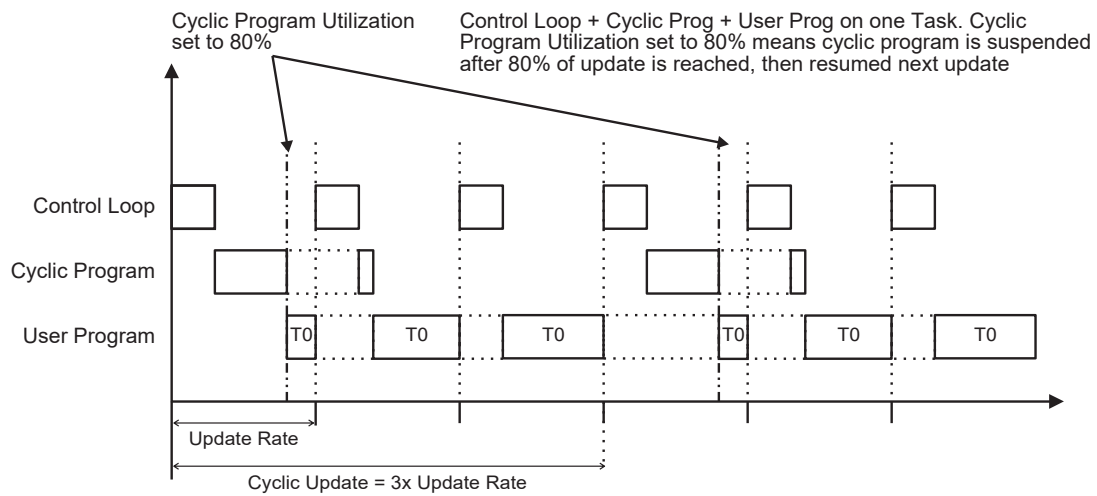 Cyclic Program Utilization
set to 80%
Control Loop + Cyclic Prog + User Prog on one Task. Cyclic
Program Utilization set to 80% means cyclic program is suspended
after 80% of update is reached, then resumed next update
Control Loop
Cyclic Program
User Program
T0
T0
T0
T0
T0
T0
Update Rate
Cyclic Update = 3x Update Rate